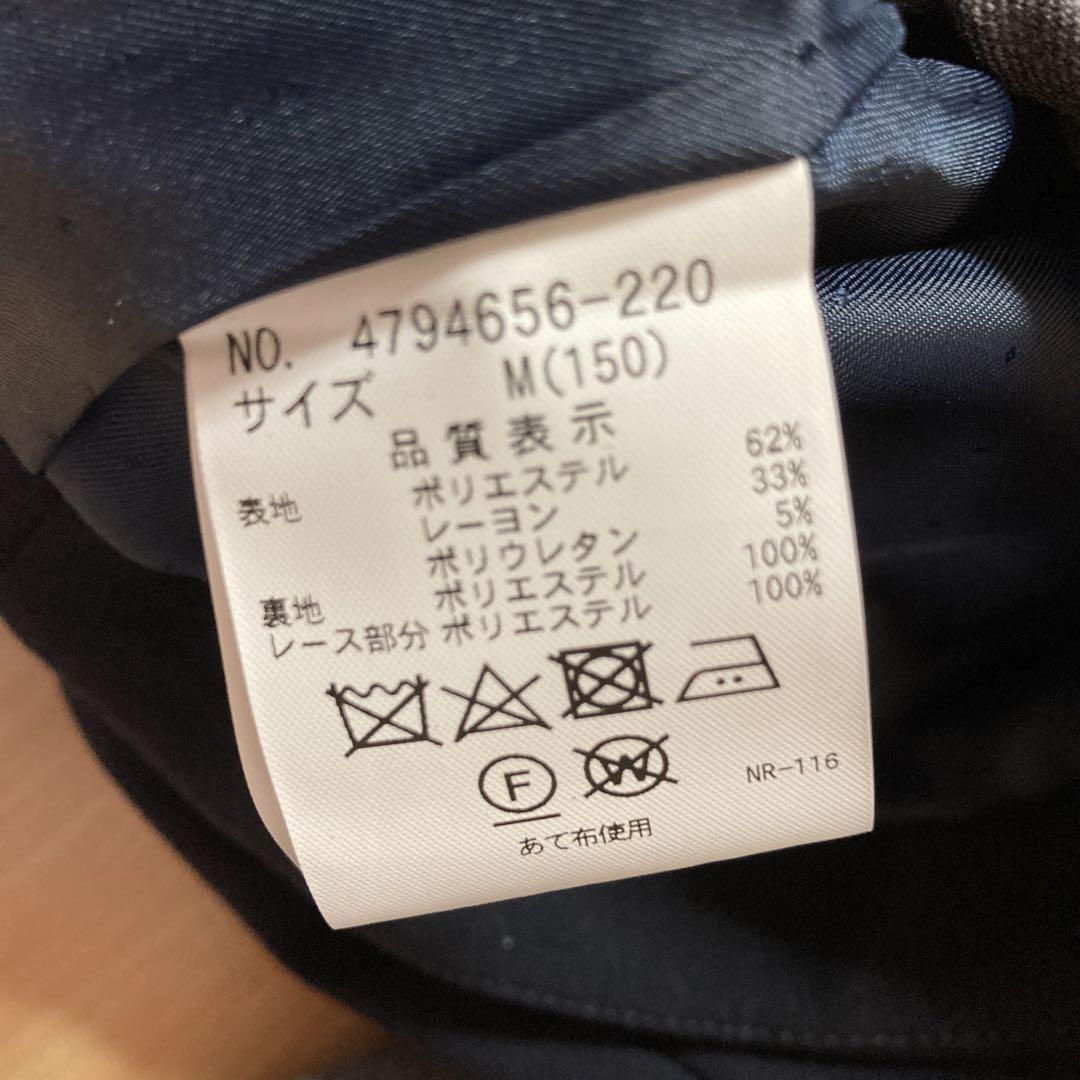 NO. 4794656-220
サイズ M(150)
品質表示
表地 ポリエステル 62%
レーヨン 33%
ポリウレタン 5%
裏地 ポリエステル 100%
レース部分 ポリエステル 100%
F W
NR-116
あて布使用